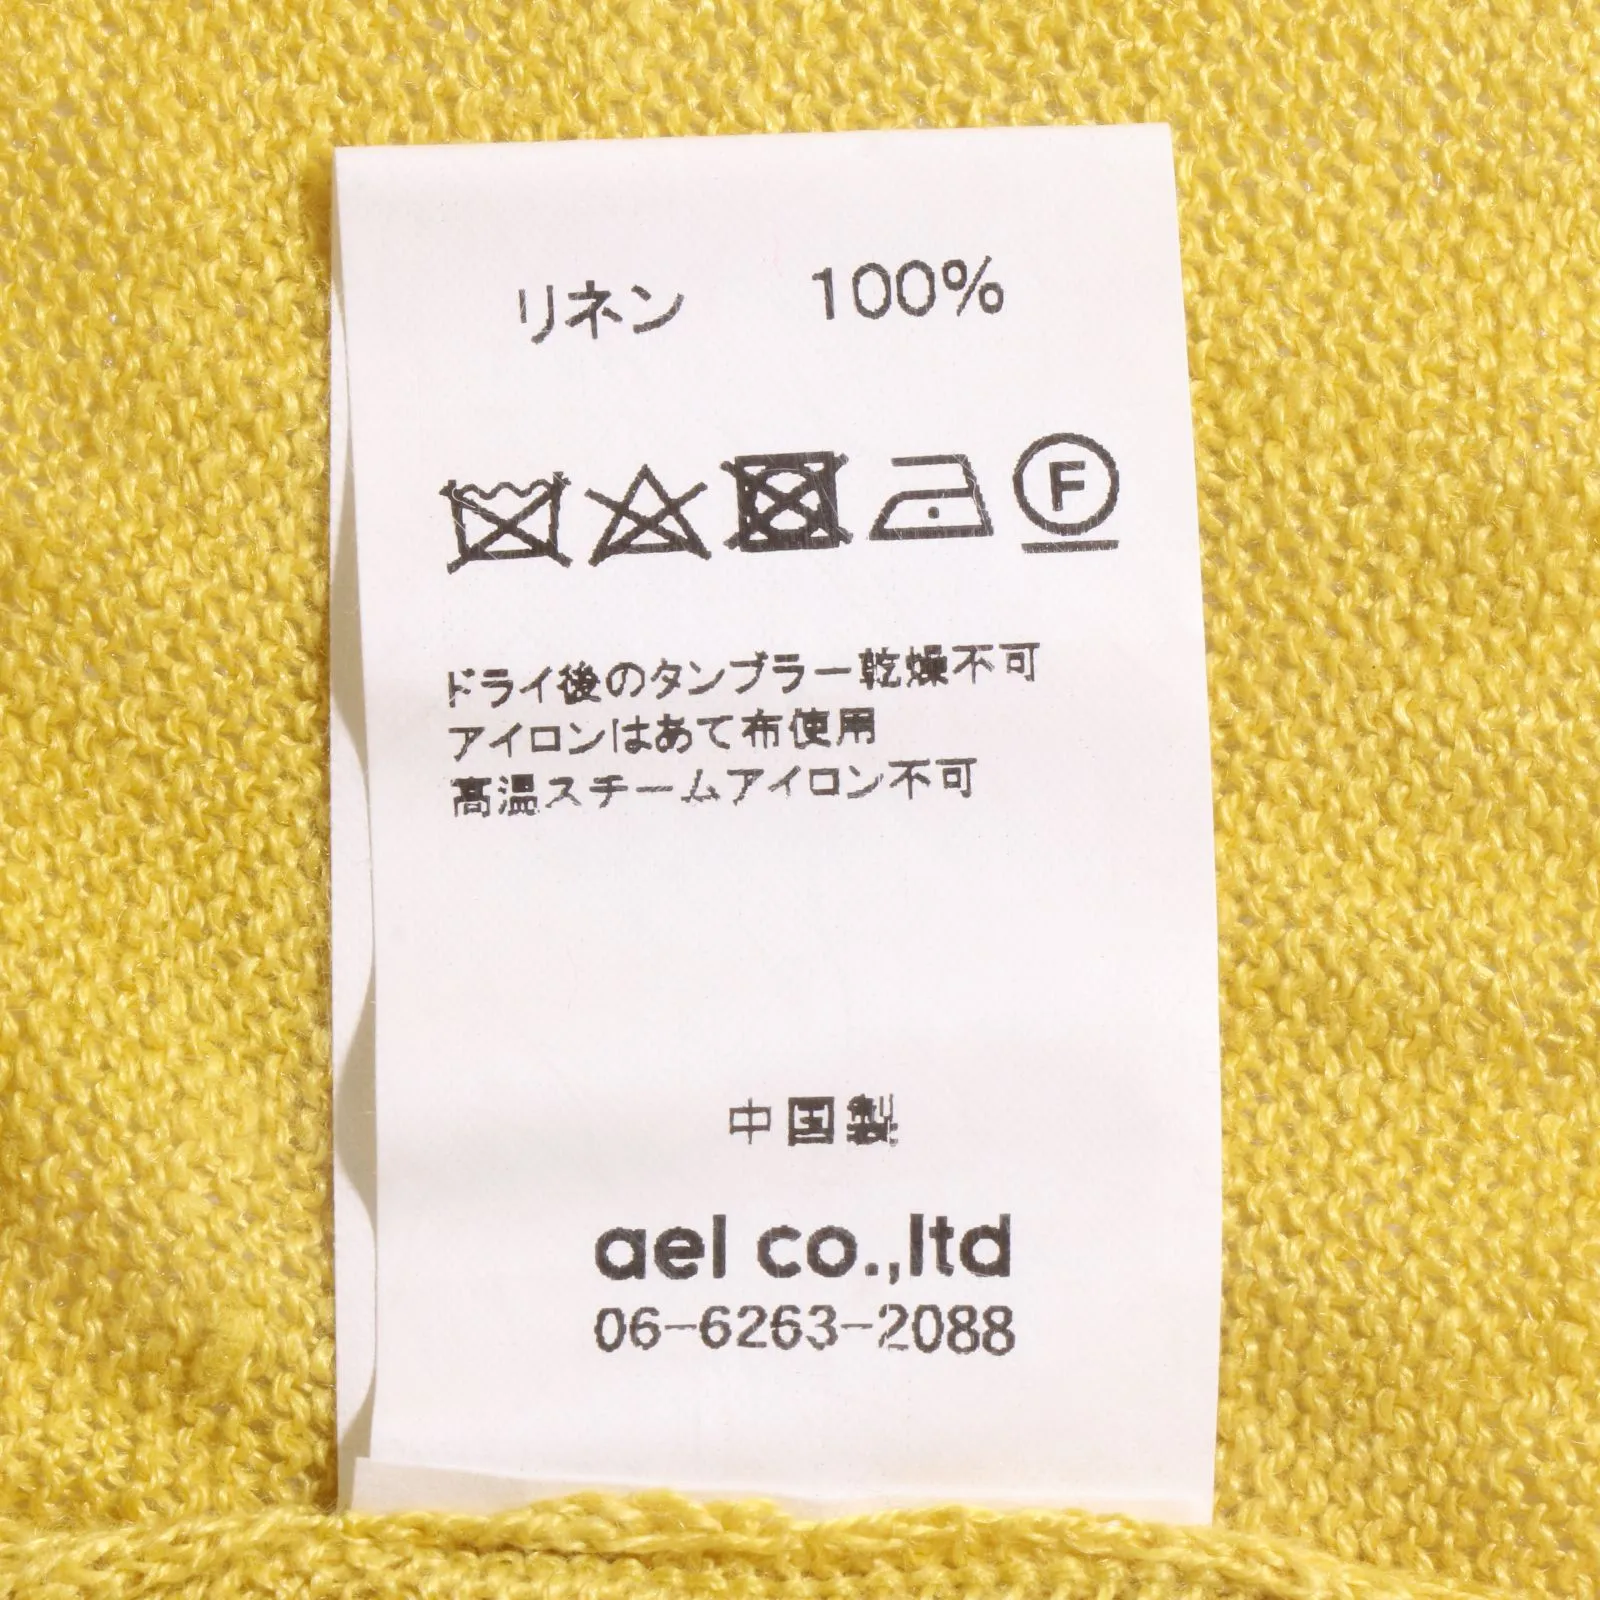 リネン 100%
F
ドライ後のタンブラー乾燥不可
アイロンはあて布使用
高温スチームアイロン不可
中国製
ael co.,ltd
06-6263-2088